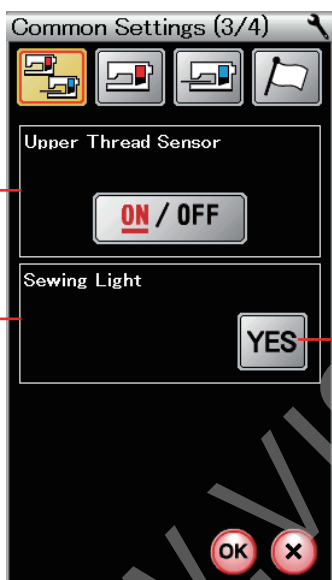 Common Settings (3/4)
Upper Thread Sensor
ON / OFF
Sewing Light
YES
OK